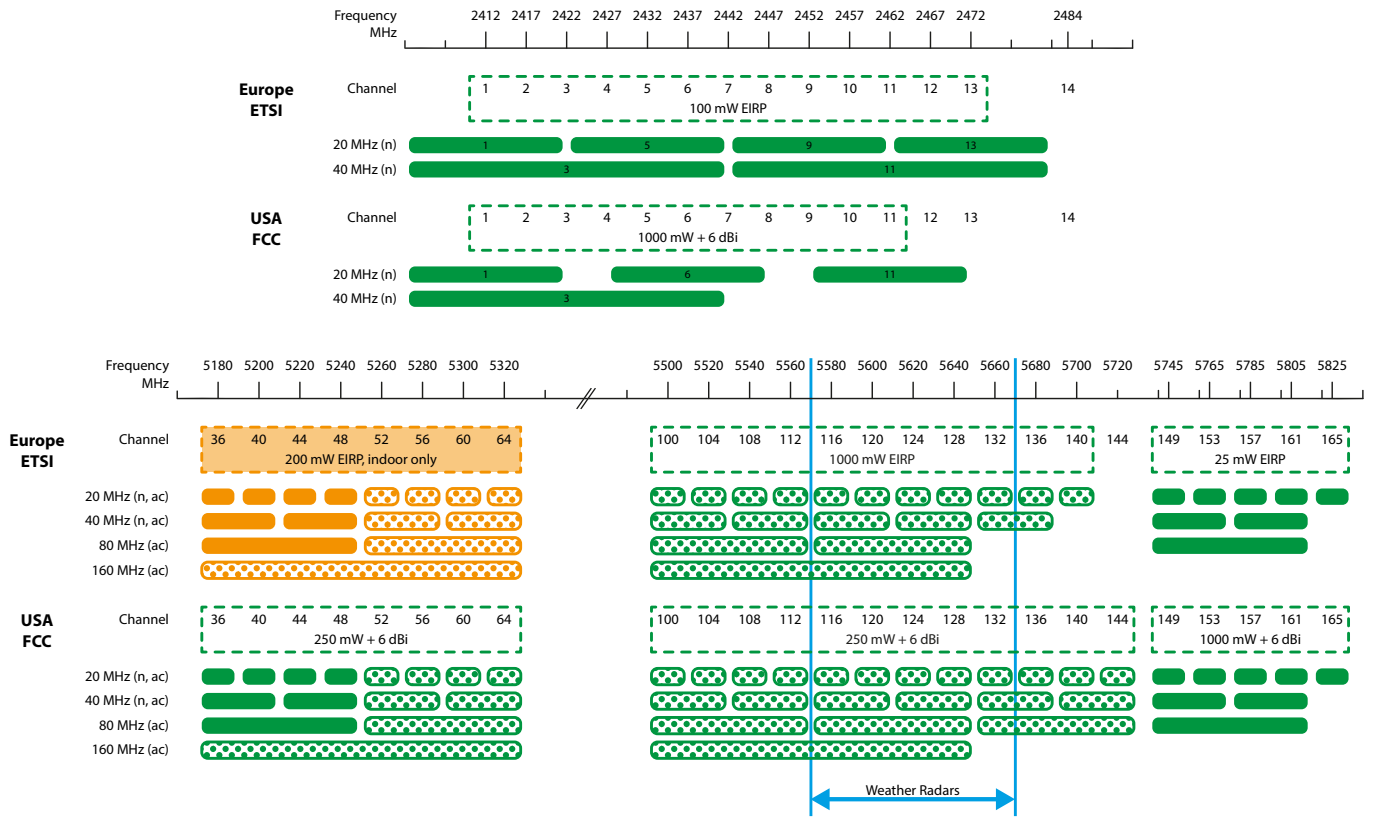 Frequency MHz 2412 2417 2422 2427 2432 2437 2442 2447 2452 2457 2462 2467 2472 2484
Europe ETSI
Channel 1 2 3 4 5 6 7 8 9 10 11 12 13 14
100 mW EIRP
20 MHz (n) 1 5 9 13
40 MHz (n) 3 11
USA FCC
Channel 1 2 3 4 5 6 7 8 9 10 11 12 13 14
1000 mW + 6 dBi
20 MHz (n) 1 6 11
40 MHz (n) 3
Frequency MHz 5180 5200 5220 5240 5260 5280 5300 5320 5500 5520 5540 5560 5580 5600 5620 5640 5660 5680 5700 5720 5745 5765 5785 5805 5825
Europe ETSI
Channel 36 40 44 48 52 56 60 64 100 104 108 112 116 120 124 128 132 136 140 144 149 153 157 161 165
200 mW EIRP, indoor only 1000 mW EIRP 25 mW EIRP
20 MHz (n, ac)
40 MHz (n, ac)
80 MHz (ac)
160 MHz (ac)
USA FCC
Channel 36 40 44 48 52 56 60 64 100 104 108 112 116 120 124 128 132 136 140 144 149 153 157 161 165
250 mW + 6 dBi 250 mW + 6 dBi 1000 mW + 6 dBi
20 MHz (n, ac)
40 MHz (n, ac)
80 MHz (ac)
160 MHz (ac)
Weather Radars